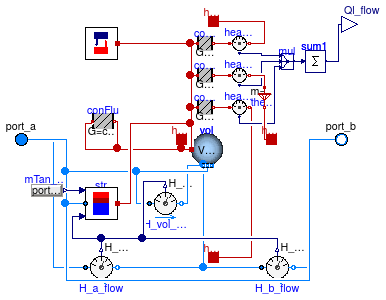 h...
Ql_flow
co...
hea...
G...
mul
sum1
Σ
co...
hea...
G...
m...
the...
co...
hea...
G...
conFlu
G=c...
h...
h...
vol
V...
port_a
port_b
mTan...
port...
str
H_...
H_vol_...
H_...
h...
H_...
H_a_flow
H_b_flow